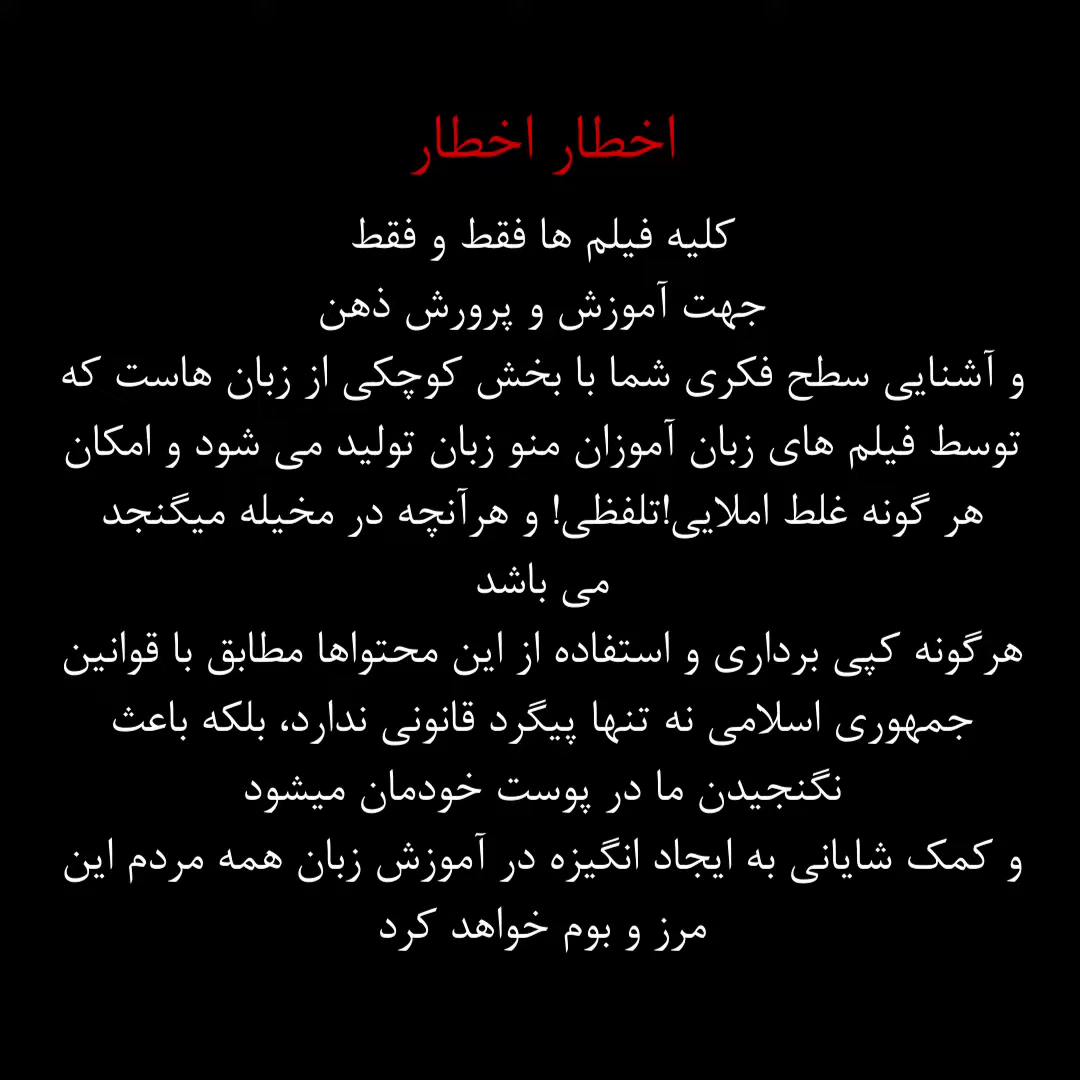 اخطار اخطار
کلیه فیلم ها فقط و فقط
جهت آموزش و پرورش ذهن
و آشنایی سطح فکری شما با بخش کوچکی از زبان هاست که
توسط فیلم های زبان آموزان منو زبان تولید می شود و امکان
هر گونه غلط املایی!تلفظی! و هرآنچه در مخیله میگنجد
می باشد
هرگونه کپی برداری و استفاده از این محتواها مطابق با قوانین
جمهوری اسلامی نه تنها پیگرد قانونی ندارد، بلکه باعث
نگنجیدن ما در پوست خودمان میشود
و کمک شایانی به ایجاد انگیزه در آموزش زبان همه مردم این
مرز و بوم خواهد کرد